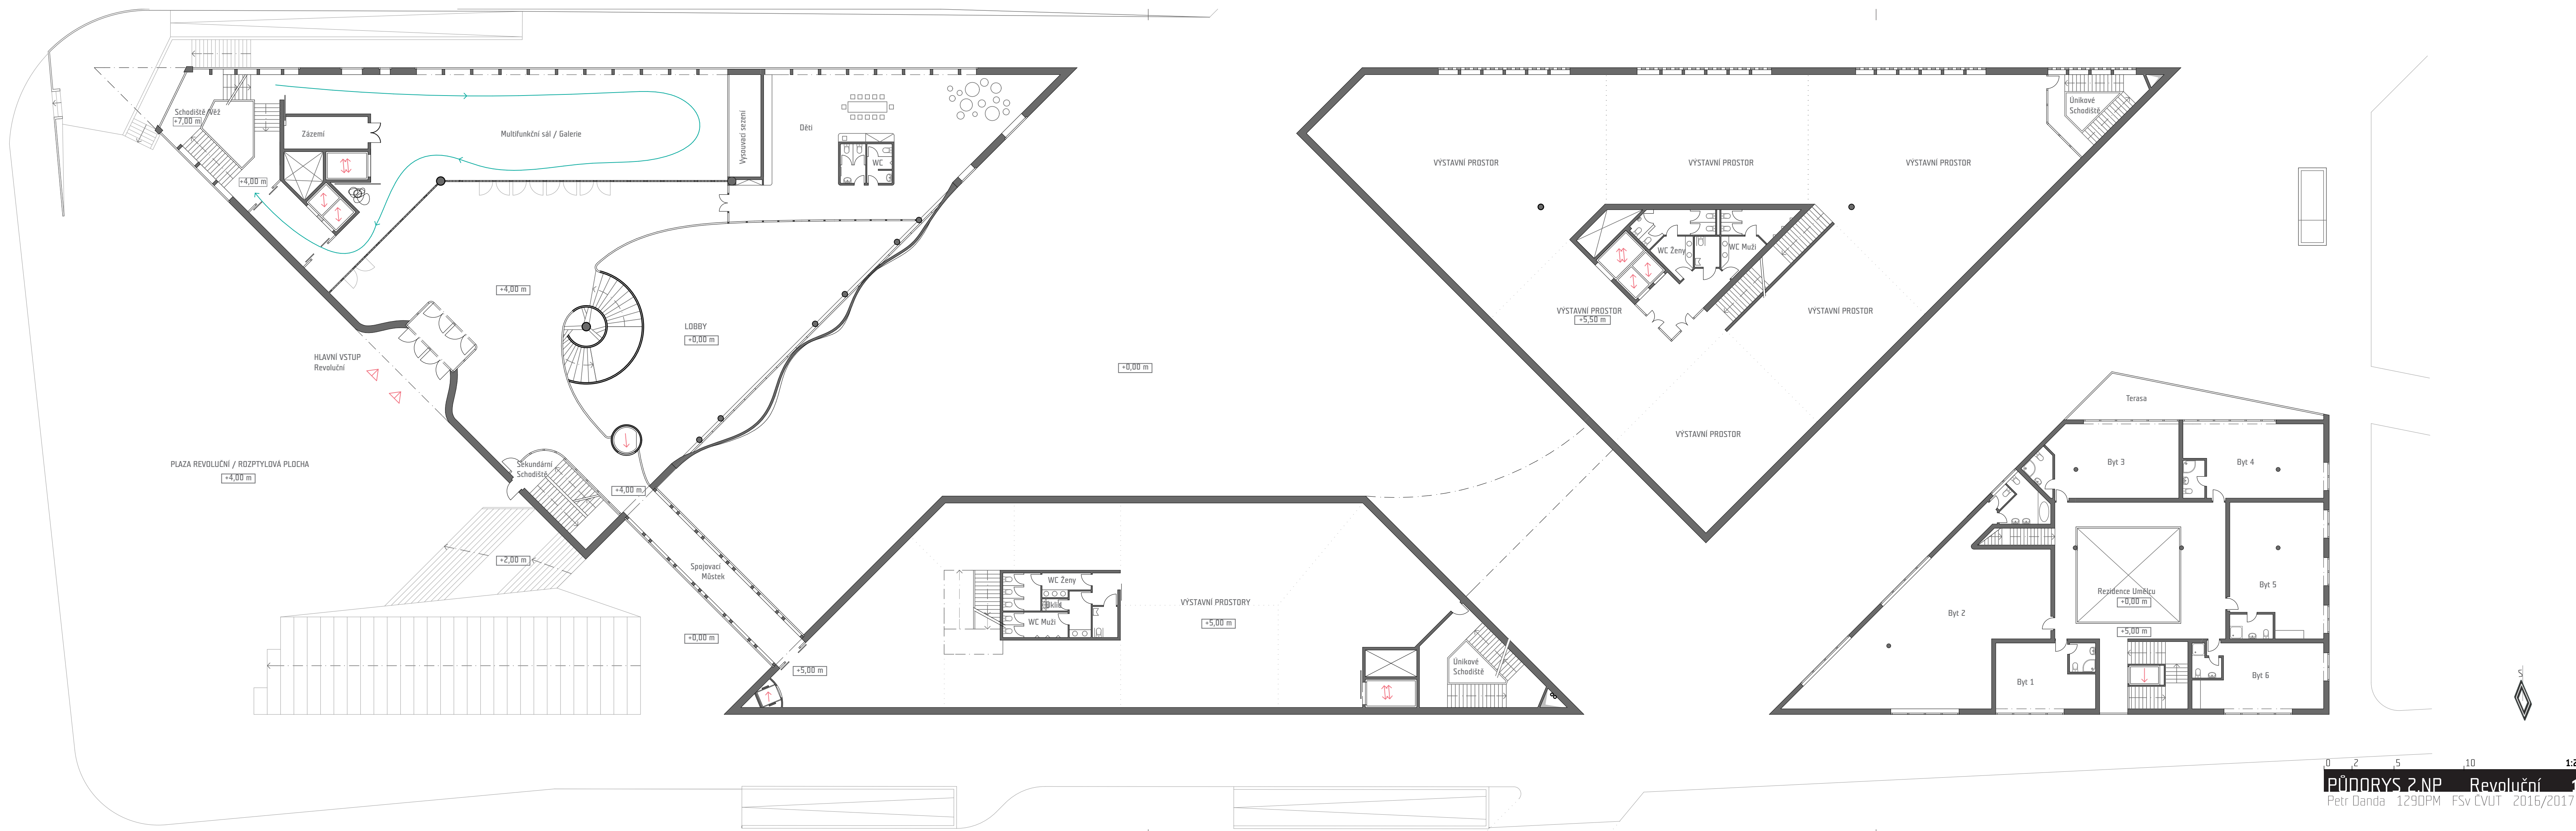 Schodiště Věž
+7,00 m
Zázemí
Multifunkční sál / Galerie
Vysouvací sezení
Děti
WC
+4,00 m
+4,00 m
LOBBY
+0,00 m
HLAVNÍ VSTUP
Revoluční
PLAZA REVOLUČNÍ / ROZPTYLOVÁ PLOCHA
+4,00 m
Sekundární
Schodiště
+4,00 m
+2,00 m
Spojovací
Můstek
+0,00 m
+5,00 m
+0,00 m
WC Ženy
Úklid
WC Muži
VÝSTAVNÍ PROSTORY
+5,00 m
Únikové
Schodiště
VÝSTAVNÍ PROSTOR
VÝSTAVNÍ PROSTOR
VÝSTAVNÍ PROSTOR
Únikové
Schodiště
WC Ženy
WC Muži
VÝSTAVNÍ PROSTOR
+5,50 m
VÝSTAVNÍ PROSTOR
VÝSTAVNÍ PROSTOR
Terasa
Byt 3
Byt 4
Byt 2
Rezidence Umělců
+0,00 m
+5,00 m
Byt 5
Byt 1
Byt 6
S
0 2 5 10
PŮDORYS 2.NP Revoluční
Petr Danda 129DPM FSv ČVUT 2016/2017